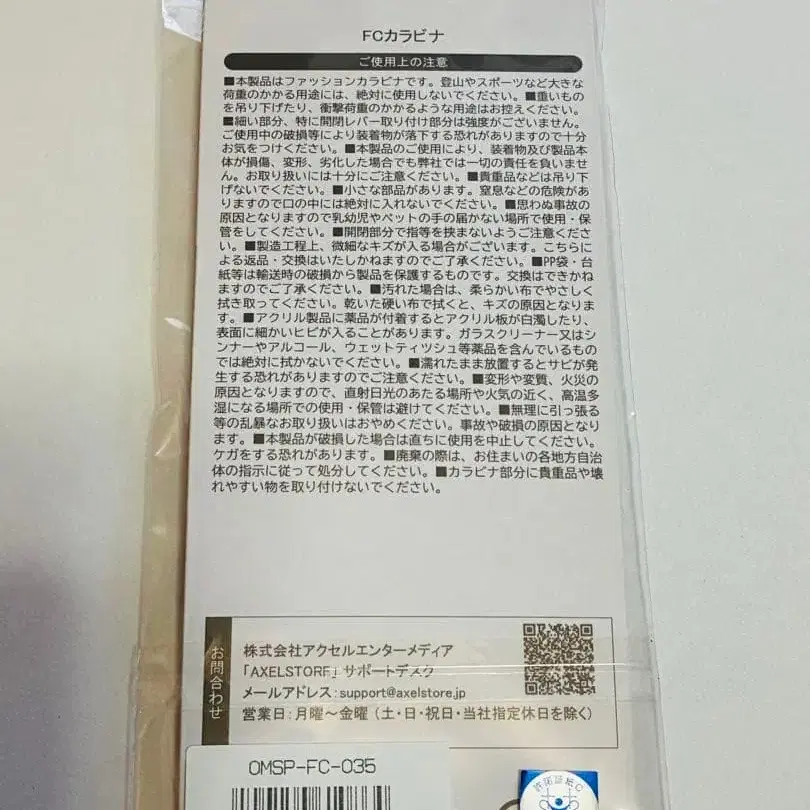 FCカラビナ
ご使用上の注意
■本製品はファッションカラビナです。登山やスポーツなど大きな
荷重のかかる用途には、絶対に使用しないでください。■重いもの
を吊り下げたり、衝撃荷重のかかるような用途はお控えください。
■細い部分、特に開閉レバー取り付け部分は強度がございません。
ご使用中の破損等により装着物が落下する恐れがありますので十分
お気をつけください。■本製品のご使用により、装着物及び製品本
体が損傷、変形、劣化した場合でも弊社では一切の責任を負いませ
ん。お取り扱いには十分にご注意ください。■貴重品などは吊り下
げないでください。■小さな部品があります。窒息などの危険があ
りますので口の中には絶対に入れないでください。■思わぬ事故の
原因となりますので乳幼児やペットの手の届かない場所で使用・保
管をしてください。■開閉部分で指等を挟まないようご注意くださ
い。■製造工程上、微細なキズが入る場合がございます。こちらに
よる返品・交換はいたしかねますのでご了承ください。■PP袋・台
紙等は輸送時の破損から製品を保護するものです。交換はできかね
ますのでご了承ください。■汚れた場合は、柔らかい布でやさしく
拭き取ってください。乾いた硬い布で拭くと、キズの原因となりま
す。■アクリル製品に薬品が付着するとアクリル板が白濁したり、
表面に細かいヒビが入ることがあります。ガラスクリーナー又はシ
ンナーやアルコール、ウェットティッシュ等薬品を含んでいるもの
では絶対に拭かないでください。■濡れたまま放置するとサビが発
生する恐れがありますのでご注意ください。■変形や変質、火災の
原因となりますので、直射日光のあたる場所や火気の近く、高温多
湿になる場所での使用・保管は避けてください。■無理に引っ張る
等の乱暴なお取り扱いはおやめください。事故や破損の原因となり
ます。■本製品が破損した場合は直ちに使用を中止してください。
ケガをする恐れがあります。■廃棄の際は、お住まいの各地方自治
体の指示に従って処分してください。■カラビナ部分に貴重品や壊
れやすい物を取り付けないでください。
お問合わせ
株式会社アクセルエンターメディア
「AXELSTORE」サポートデスク
メールアドレス：support@axelstore.jp
営業日：月曜～金曜（土・日・祝日・当社指定休日を除く）
OMSP-FC-035
許諾証紙C